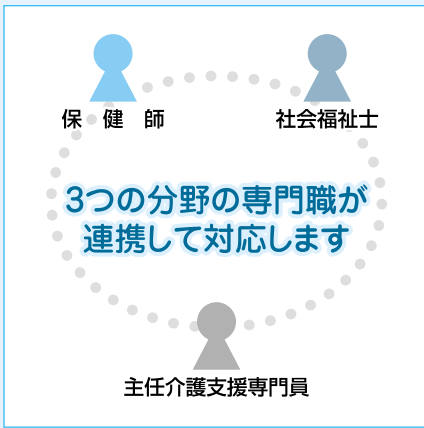 保健師
社会福祉士
3つの分野の専門職が
連携して対応します
主任介護支援専門員